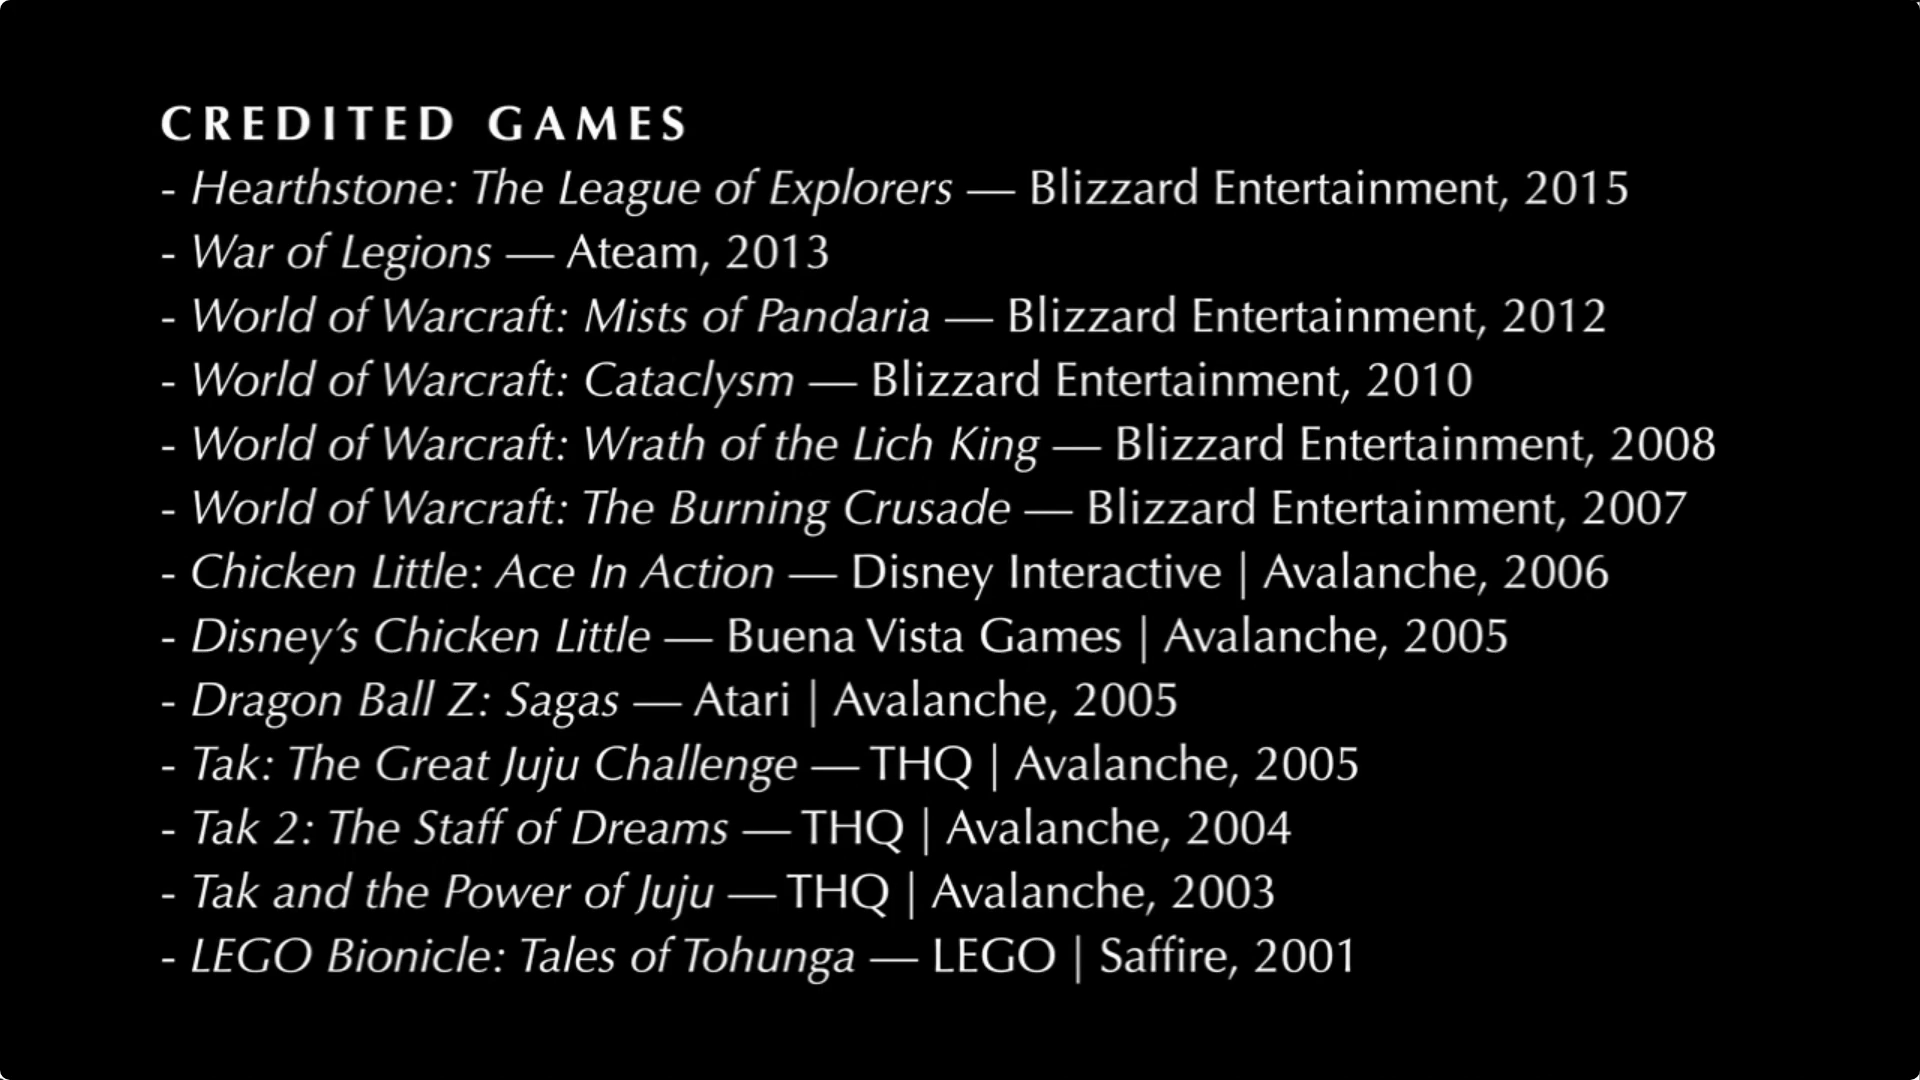 CREDITED GAMES
- Hearthstone: The League of Explorers — Blizzard Entertainment, 2015
- War of Legions — Ateam, 2013
- World of Warcraft: Mists of Pandaria — Blizzard Entertainment, 2012
- World of Warcraft: Cataclysm — Blizzard Entertainment, 2010
- World of Warcraft: Wrath of the Lich King — Blizzard Entertainment, 2008
- World of Warcraft: The Burning Crusade — Blizzard Entertainment, 2007
- Chicken Little: Ace In Action — Disney Interactive | Avalanche, 2006
- Disney’s Chicken Little — Buena Vista Games | Avalanche, 2005
- Dragon Ball Z: Sagas — Atari | Avalanche, 2005
- Tak: The Great Juju Challenge — THQ | Avalanche, 2005
- Tak 2: The Staff of Dreams — THQ | Avalanche, 2004
- Tak and the Power of Juju — THQ | Avalanche, 2003
- LEGO Bionicle: Tales of Tohunga — LEGO | Saffire, 2001